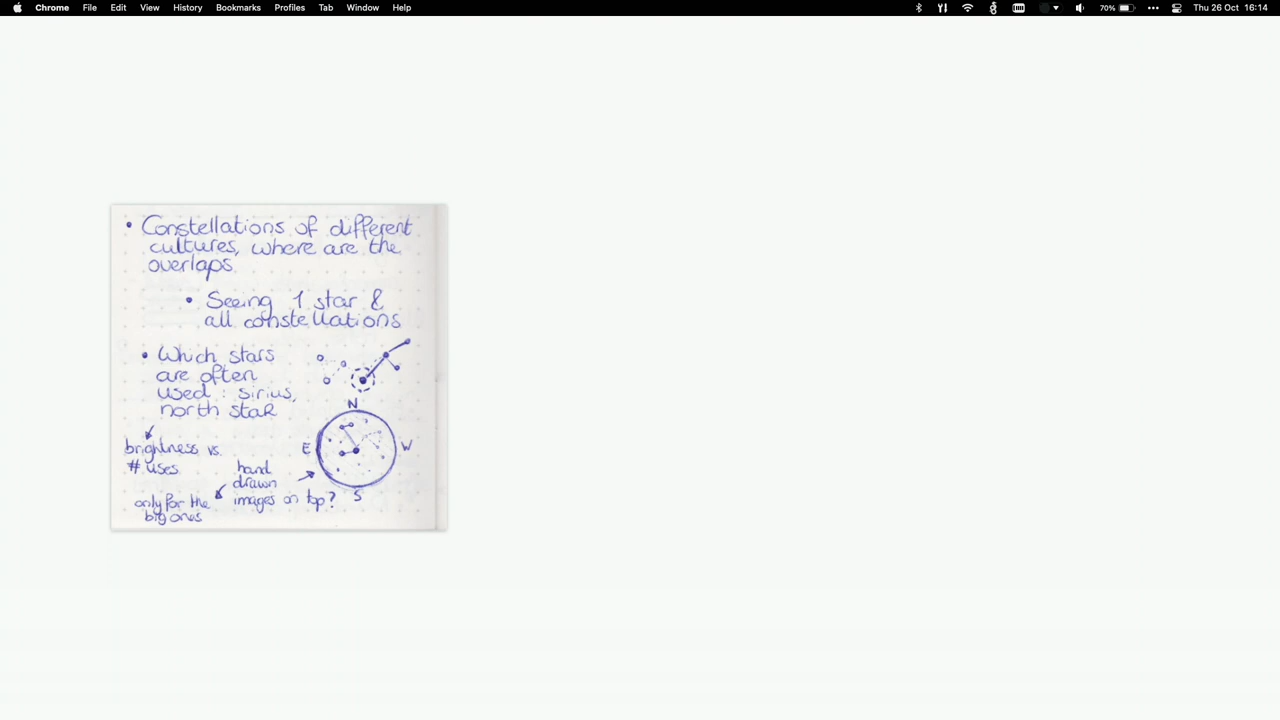 Chrome File Edit View History Bookmarks Profiles Tab Window Help 70% Thu 26 Oct 16:14
• Constellations of different
cultures, where are the
overlaps
• Seeing 1 star &
all constellations
• Which stars
are often
used: sirius,
north star
brightness vs.
# uses
only for the
big ones
hand
drawn
images on top?
N
E
W
S